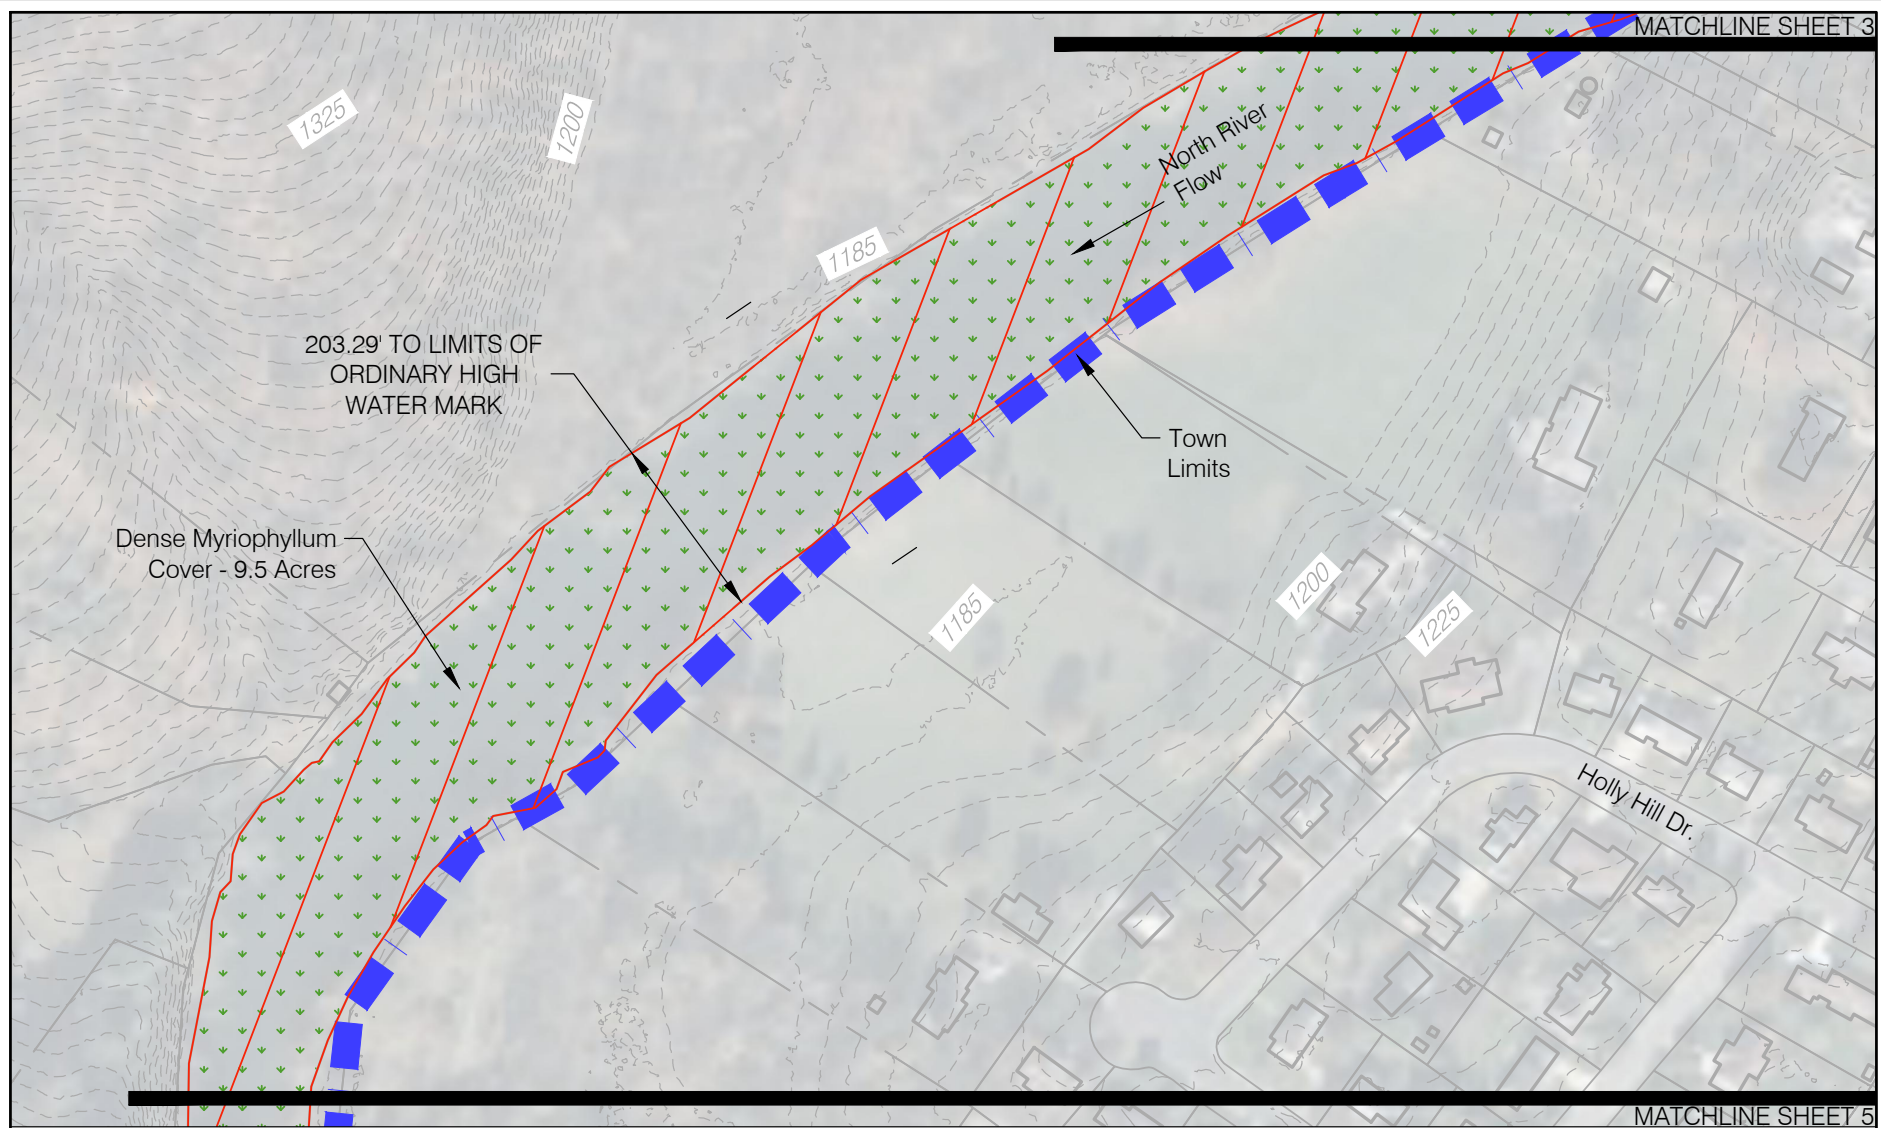 MATCHLINE SHEET 3
1325
1200
North River
Flow
1185
203.29' TO LIMITS OF
ORDINARY HIGH
WATER MARK
Town
Limits
Dense Myriophyllum
Cover - 9.5 Acres
1185
1200
1225
Holly Hill Dr.
MATCHLINE SHEET 5